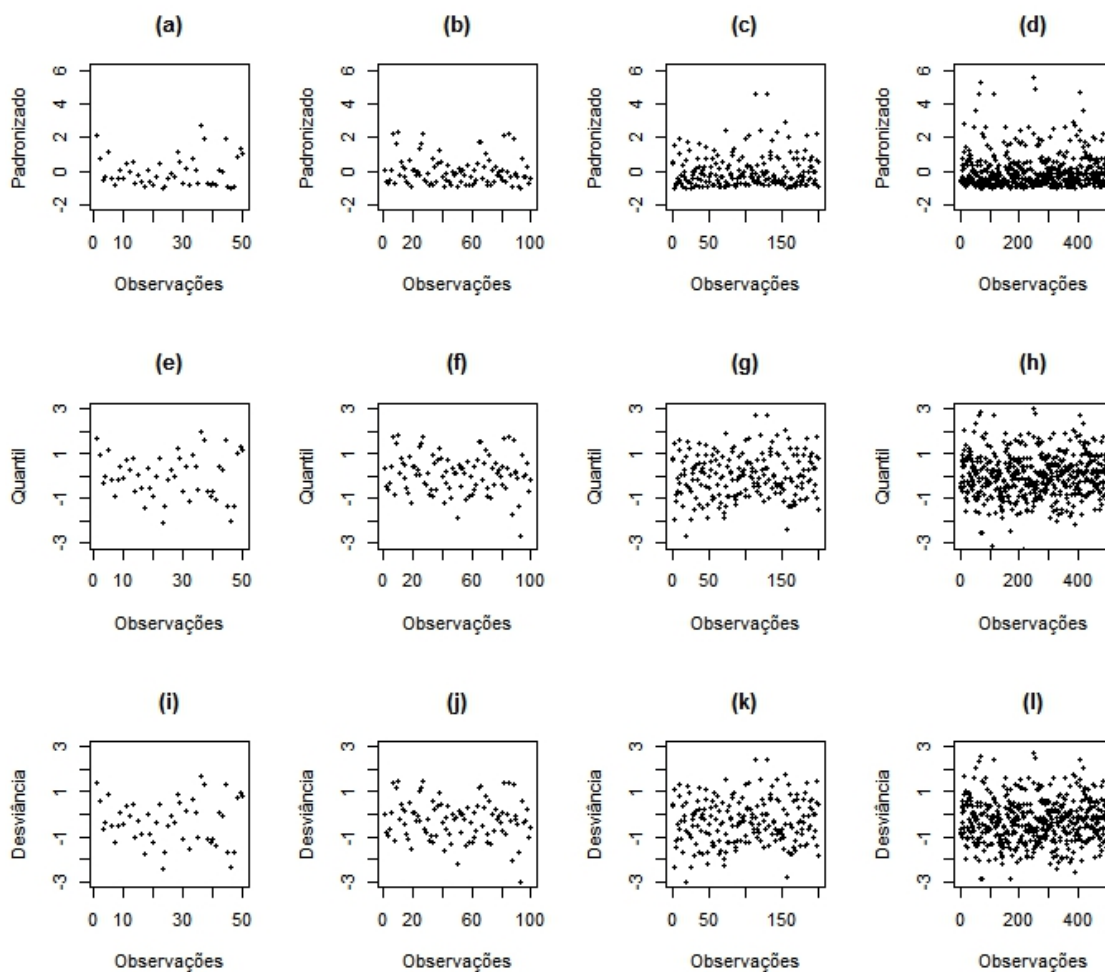 (a) (b) (c) (d)
Padronizado Padronizado Padronizado Padronizado
-2 0 2 4 6 -2 0 2 4 6 -2 0 2 4 6 -2 0 2 4 6
0 10 30 50 0 20 60 100 0 50 150 0 200 400
Observações Observações Observações Observações
(e) (f) (g) (h)
Quantil Quantil Quantil Quantil
-3 -1 1 3 -3 -1 1 3 -3 -1 1 3 -3 -1 1 3
0 10 30 50 0 20 60 100 0 50 150 0 200 400
Observações Observações Observações Observações
(i) (j) (k) (l)
Desviância Desviância Desviância Desviância
-3 -1 1 3 -3 -1 1 3 -3 -1 1 3 -3 -1 1 3
0 10 30 50 0 20 60 100 0 50 150 0 200 400
Observações Observações Observações Observações